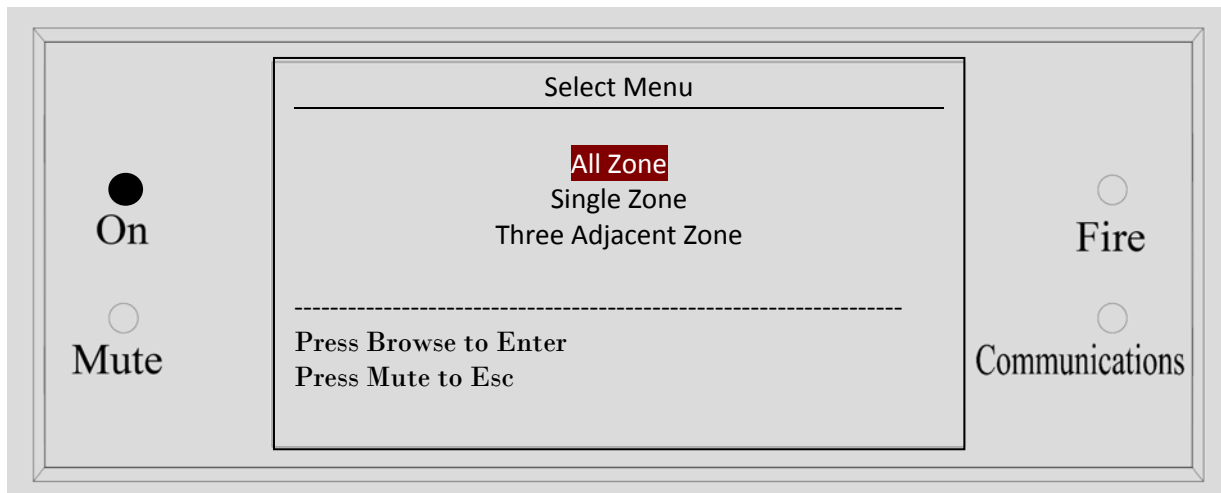 Select Menu
All Zone
Single Zone
Three Adjacent Zone
-------------------------------------------------------------------
Press Browse to Enter
Press Mute to Esc
On
Mute
Fire
Communications